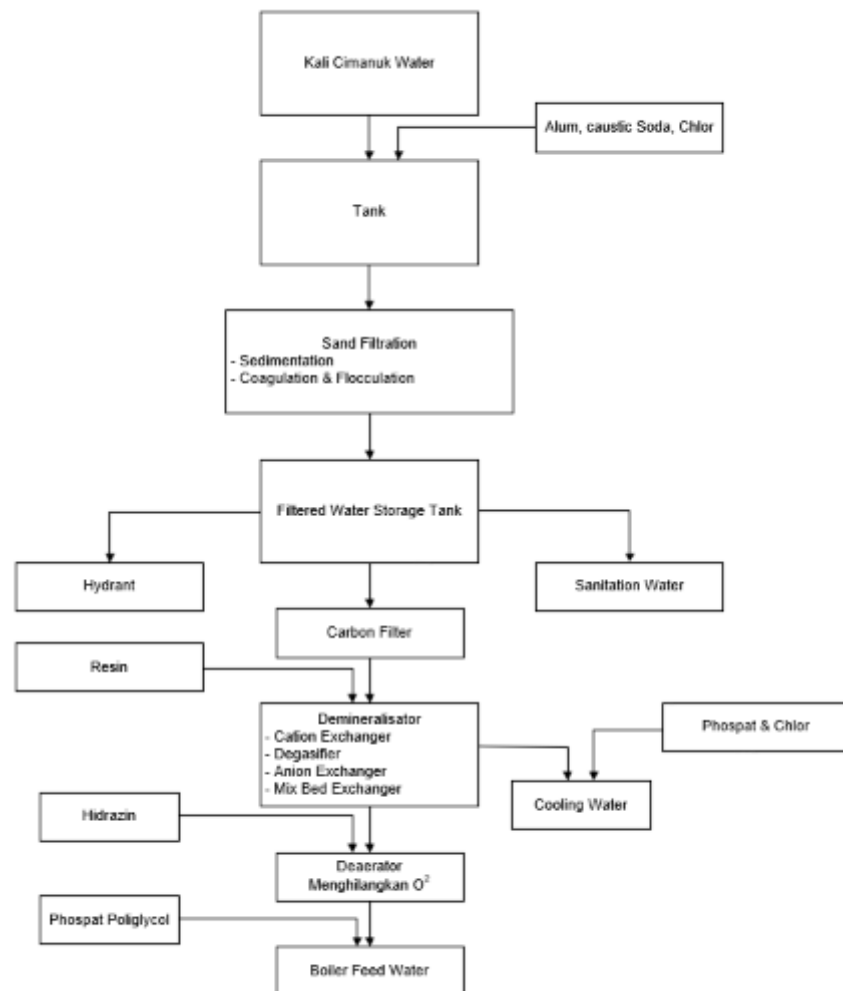 Kali Cimanuk Water
Alum, caustic Soda, Chlor
Tank
Sand Filtration
- Sedimentation
- Coagulation & Flocculation
Filtered Water Storage Tank
Hydrant
Sanitation Water
Carbon Filter
Resin
Demineralisator
- Cation Exchanger
- Degasifier
- Anion Exchanger
- Mix Bed Exchanger
Phospat & Chlor
Cooling Water
Hidrazin
Deaerator
Menghilangkan O²
Phospat Poliglycol
Boiler Feed Water